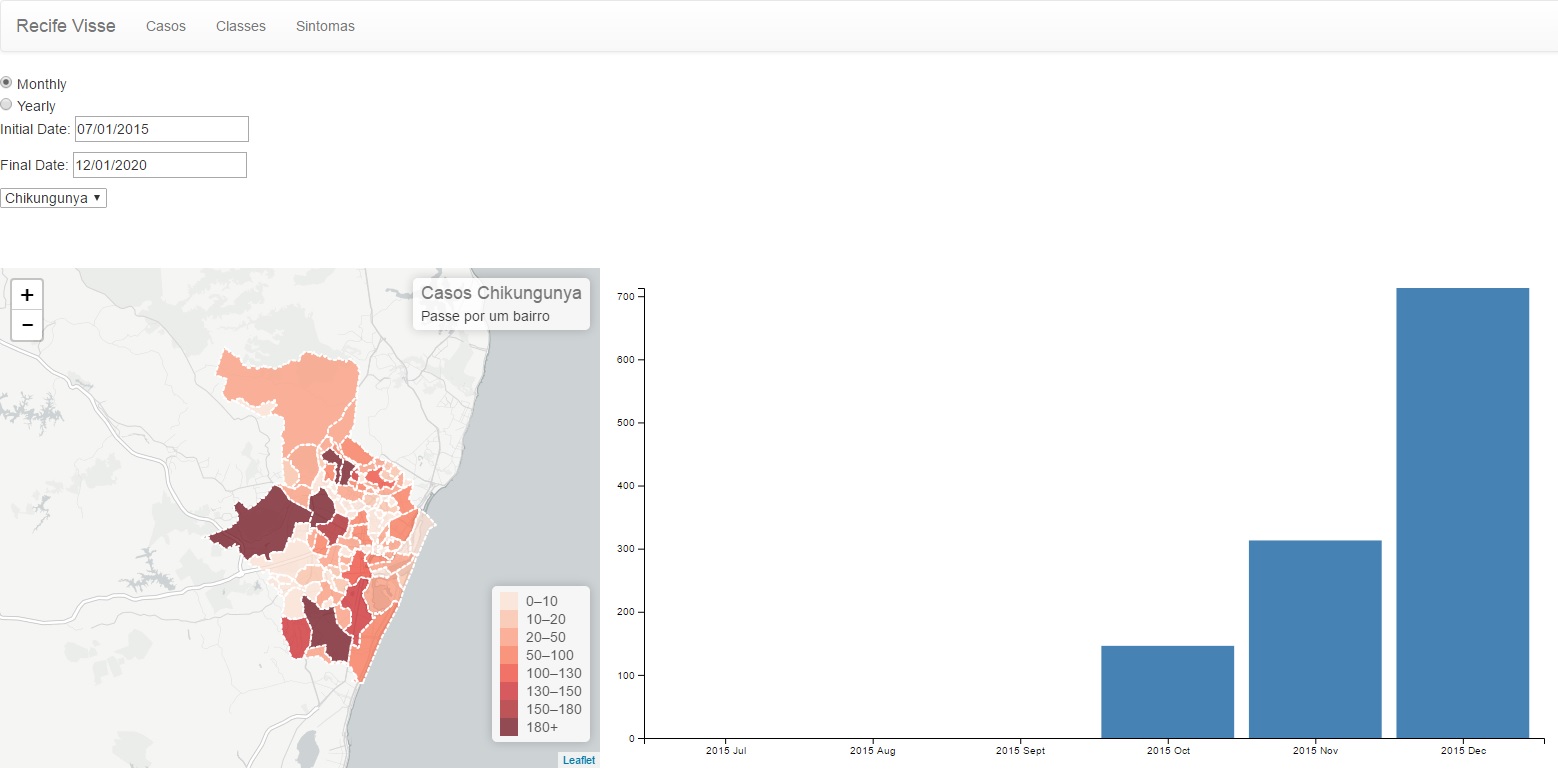 Recife Visse Casos Classes Sintomas
Monthly
Yearly
Initial Date: 07/01/2015
Final Date: 12/01/2020
Chikungunya
+
−
Casos Chikungunya
Passe por um bairro
0–10
10–20
20–50
50–100
100–130
130–150
150–180
180+
Leaflet
700
600
500
400
300
200
100
0
2015 Jul 2015 Aug 2015 Sept 2015 Oct 2015 Nov 2015 Dec